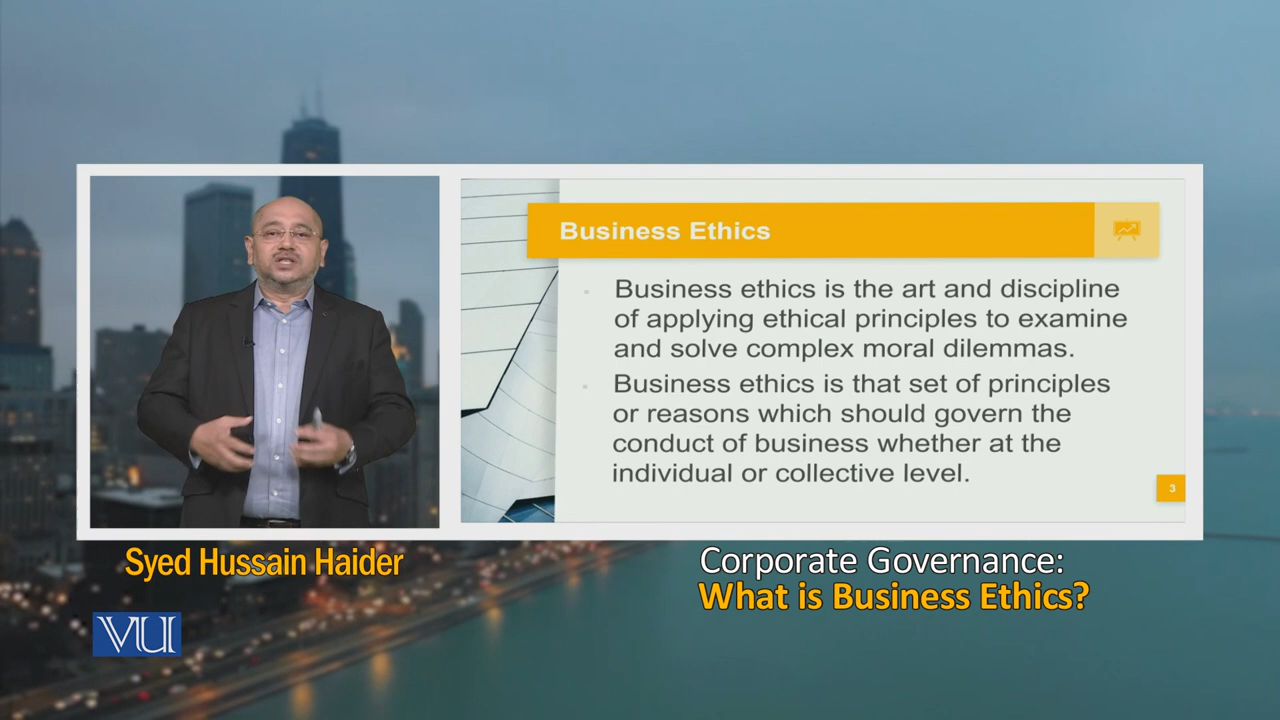 Business Ethics
Business ethics is the art and discipline
of applying ethical principles to examine
and solve complex moral dilemmas.
Business ethics is that set of principles
or reasons which should govern the
conduct of business whether at the
individual or collective level.
3
Syed Hussain Haider
Corporate Governance:
What is Business Ethics?
VU